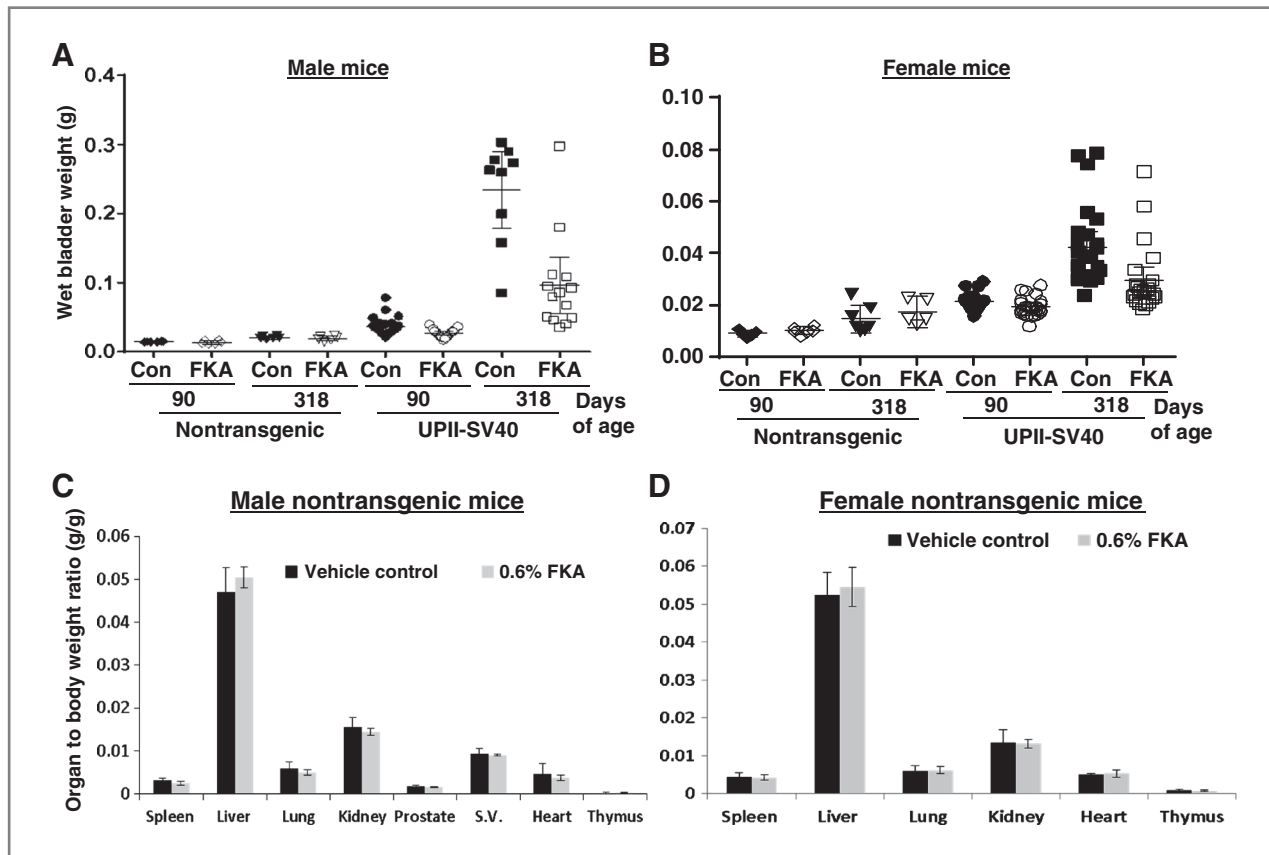 A
Male mice
Wet bladder weight (g)
0.4
0.3
0.2
0.1
0.0
Con FKA Con FKA Con FKA Con FKA
90 318 90 318 Days
Nontransgenic UPII-SV40 of age
B
Female mice
0.10
0.08
0.06
0.04
0.02
0.00
Con FKA Con FKA Con FKA Con FKA
90 318 90 318 Days
Nontransgenic UPII-SV40 of age
C
Male nontransgenic mice
Organ to body weight ratio (g/g)
Vehicle control 0.6% FKA
0.06
0.05
0.04
0.03
0.02
0.01
0
Spleen Liver Lung Kidney Prostate S.V. Heart Thymus
D
Female nontransgenic mice
Vehicle control 0.6% FKA
0.07
0.06
0.05
0.04
0.03
0.02
0.01
0
Spleen Liver Lung Kidney Heart Thymus